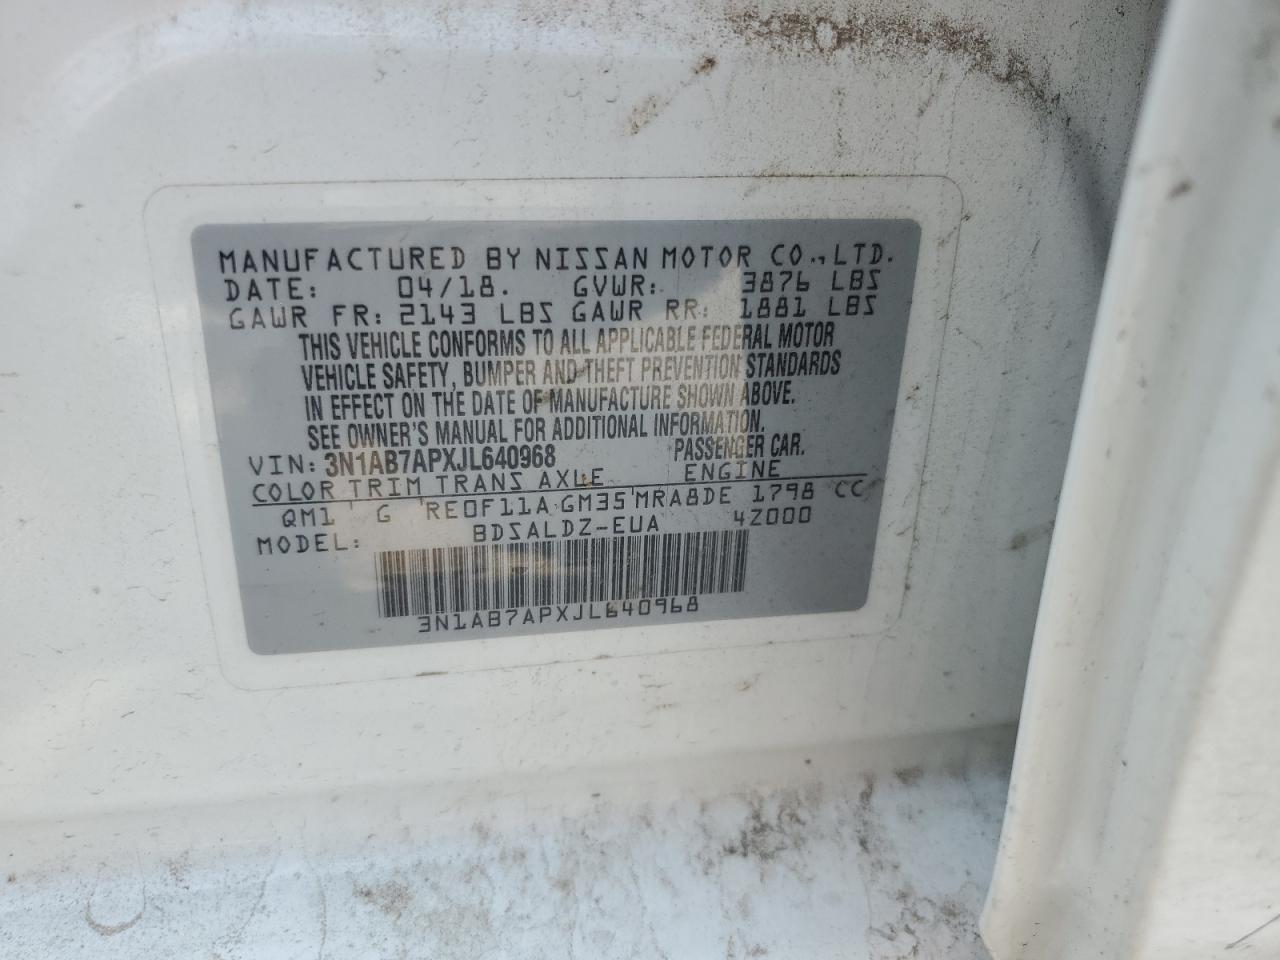 MANUFACTURED BY NISSAN MOTOR CO.,LTD.
DATE: 04/18. GVWR: 3876 LBS
GAWR FR: 2143 LBS GAWR RR: 1881 LBS
THIS VEHICLE CONFORMS TO ALL APPLICABLE FEDERAL MOTOR
VEHICLE SAFETY, BUMPER AND THEFT PREVENTION STANDARDS
IN EFFECT ON THE DATE OF MANUFACTURE SHOWN ABOVE.
SEE OWNER'S MANUAL FOR ADDITIONAL INFORMATION.
VIN: 3N1AB7APXJL640968 PASSENGER CAR.
COLOR TRIM TRANS AXLE ENGINE
QM1 G RE0F11A GM35 MRA8DE 1798 CC
MODEL: BDSALDZ-EUA 4Z000
3N1AB7APXJL640968